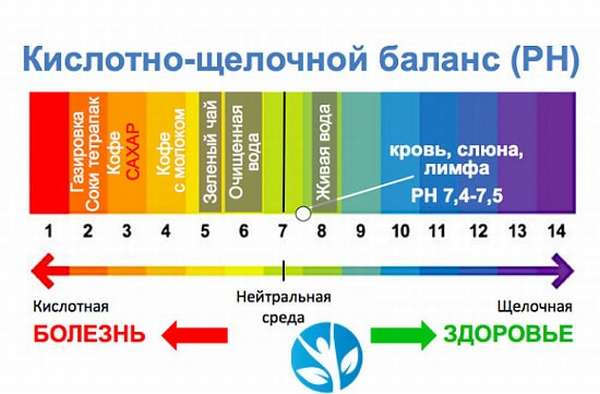 Кислотно-щелочной баланс (РН)
Газировка
Соки тетрапак
Кофе
САХАР
Кофе
с молоком
Зеленый чай
Очищенная
вода
Живая вода
кровь, слюна,
лимфа
РН 7,4-7,5
1 2 3 4 5 6 7 8 9 10 11 12 13 14
Кислотная
Нейтральная
среда
Щелочная
БОЛЕЗНЬ
ЗДОРОВЬЕ